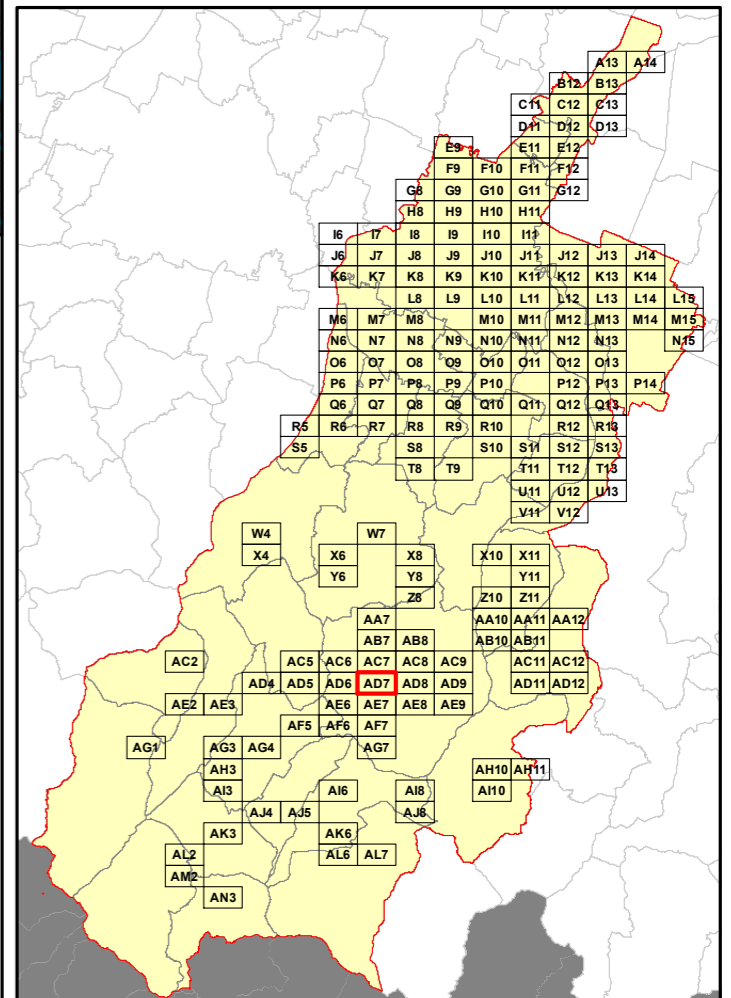 A13 A14
B12 B13
C11 C12 C13
D11 D12 D13
E9 E11 E12
F9 F10 F11 F12
G8 G9 G10 G11 G12
H8 H9 H10 H11
I6 I7 I8 I9 I10 I11
J6 J7 J8 J9 J10 J11 J12 J13 J14
K6 K7 K8 K9 K10 K11 K12 K13 K14
L8 L9 L10 L11 L12 L13 L14 L15
M6 M7 M8 M10 M11 M12 M13 M14 M15
N6 N7 N8 N9 N10 N11 N12 N13 N15
O6 O7 O8 O9 O10 O11 O12 O13
P6 P7 P8 P9 P10 P12 P13 P14
Q6 Q7 Q8 Q9 Q10 Q11 Q12 Q13
R5 R6 R7 R8 R9 R10 R12 R13
S5 S8 S10 S11 S12 S13
T8 T9 T11 T12 T13
U11 U12 U13
V11 V12
W4 W7
X4 X6 X8 X10 X11
Y6 Y8 Y11
Z8 Z10 Z11
AA7 AA10 AA11 AA12
AB7 AB8 AB10 AB11
AC2 AC5 AC6 AC7 AC8 AC9 AC11 AC12
AD4 AD5 AD6 AD7 AD8 AD9 AD11 AD12
AE2 AE3 AE6 AE7 AE8 AE9
AF5 AF6 AF7
AG1 AG3 AG4 AG7
AH3 AH10 AH11
AI3 AI6 AI8 AI10
AJ4 AJ5 AJ8
AK3 AK6
AL2 AL6 AL7
AM2
AN3